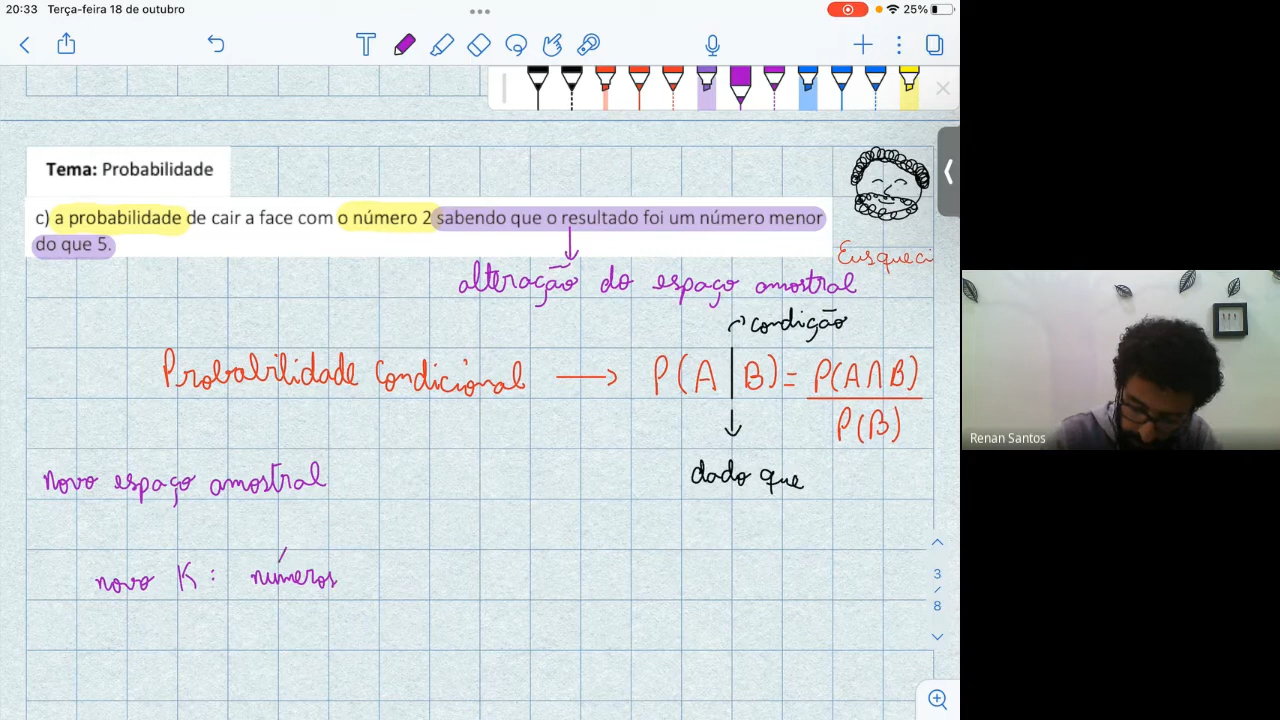 20:33 Terça-feira 18 de outubro
25%
Tema: Probabilidade
c) a probabilidade de cair a face com o número 2 sabendo que o resultado foi um número menor
do que 5.
Eusqueci
alteração do espaço amostral
condição
Probabilidade Condicional → P(A|B) = P(A∩B)
P(B)
dado que
novo espaço amostral
novo K: números
3
/
8
Renan Santos